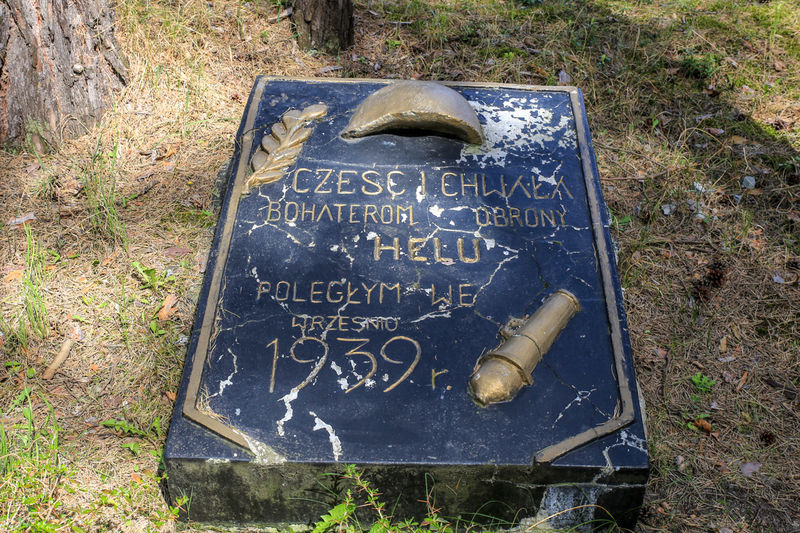 CZEŚĆ I CHWAŁA
BOHATEROM OBRONY
HELU
POLEGŁYM WE
WRZEŚNIU
1939 r.